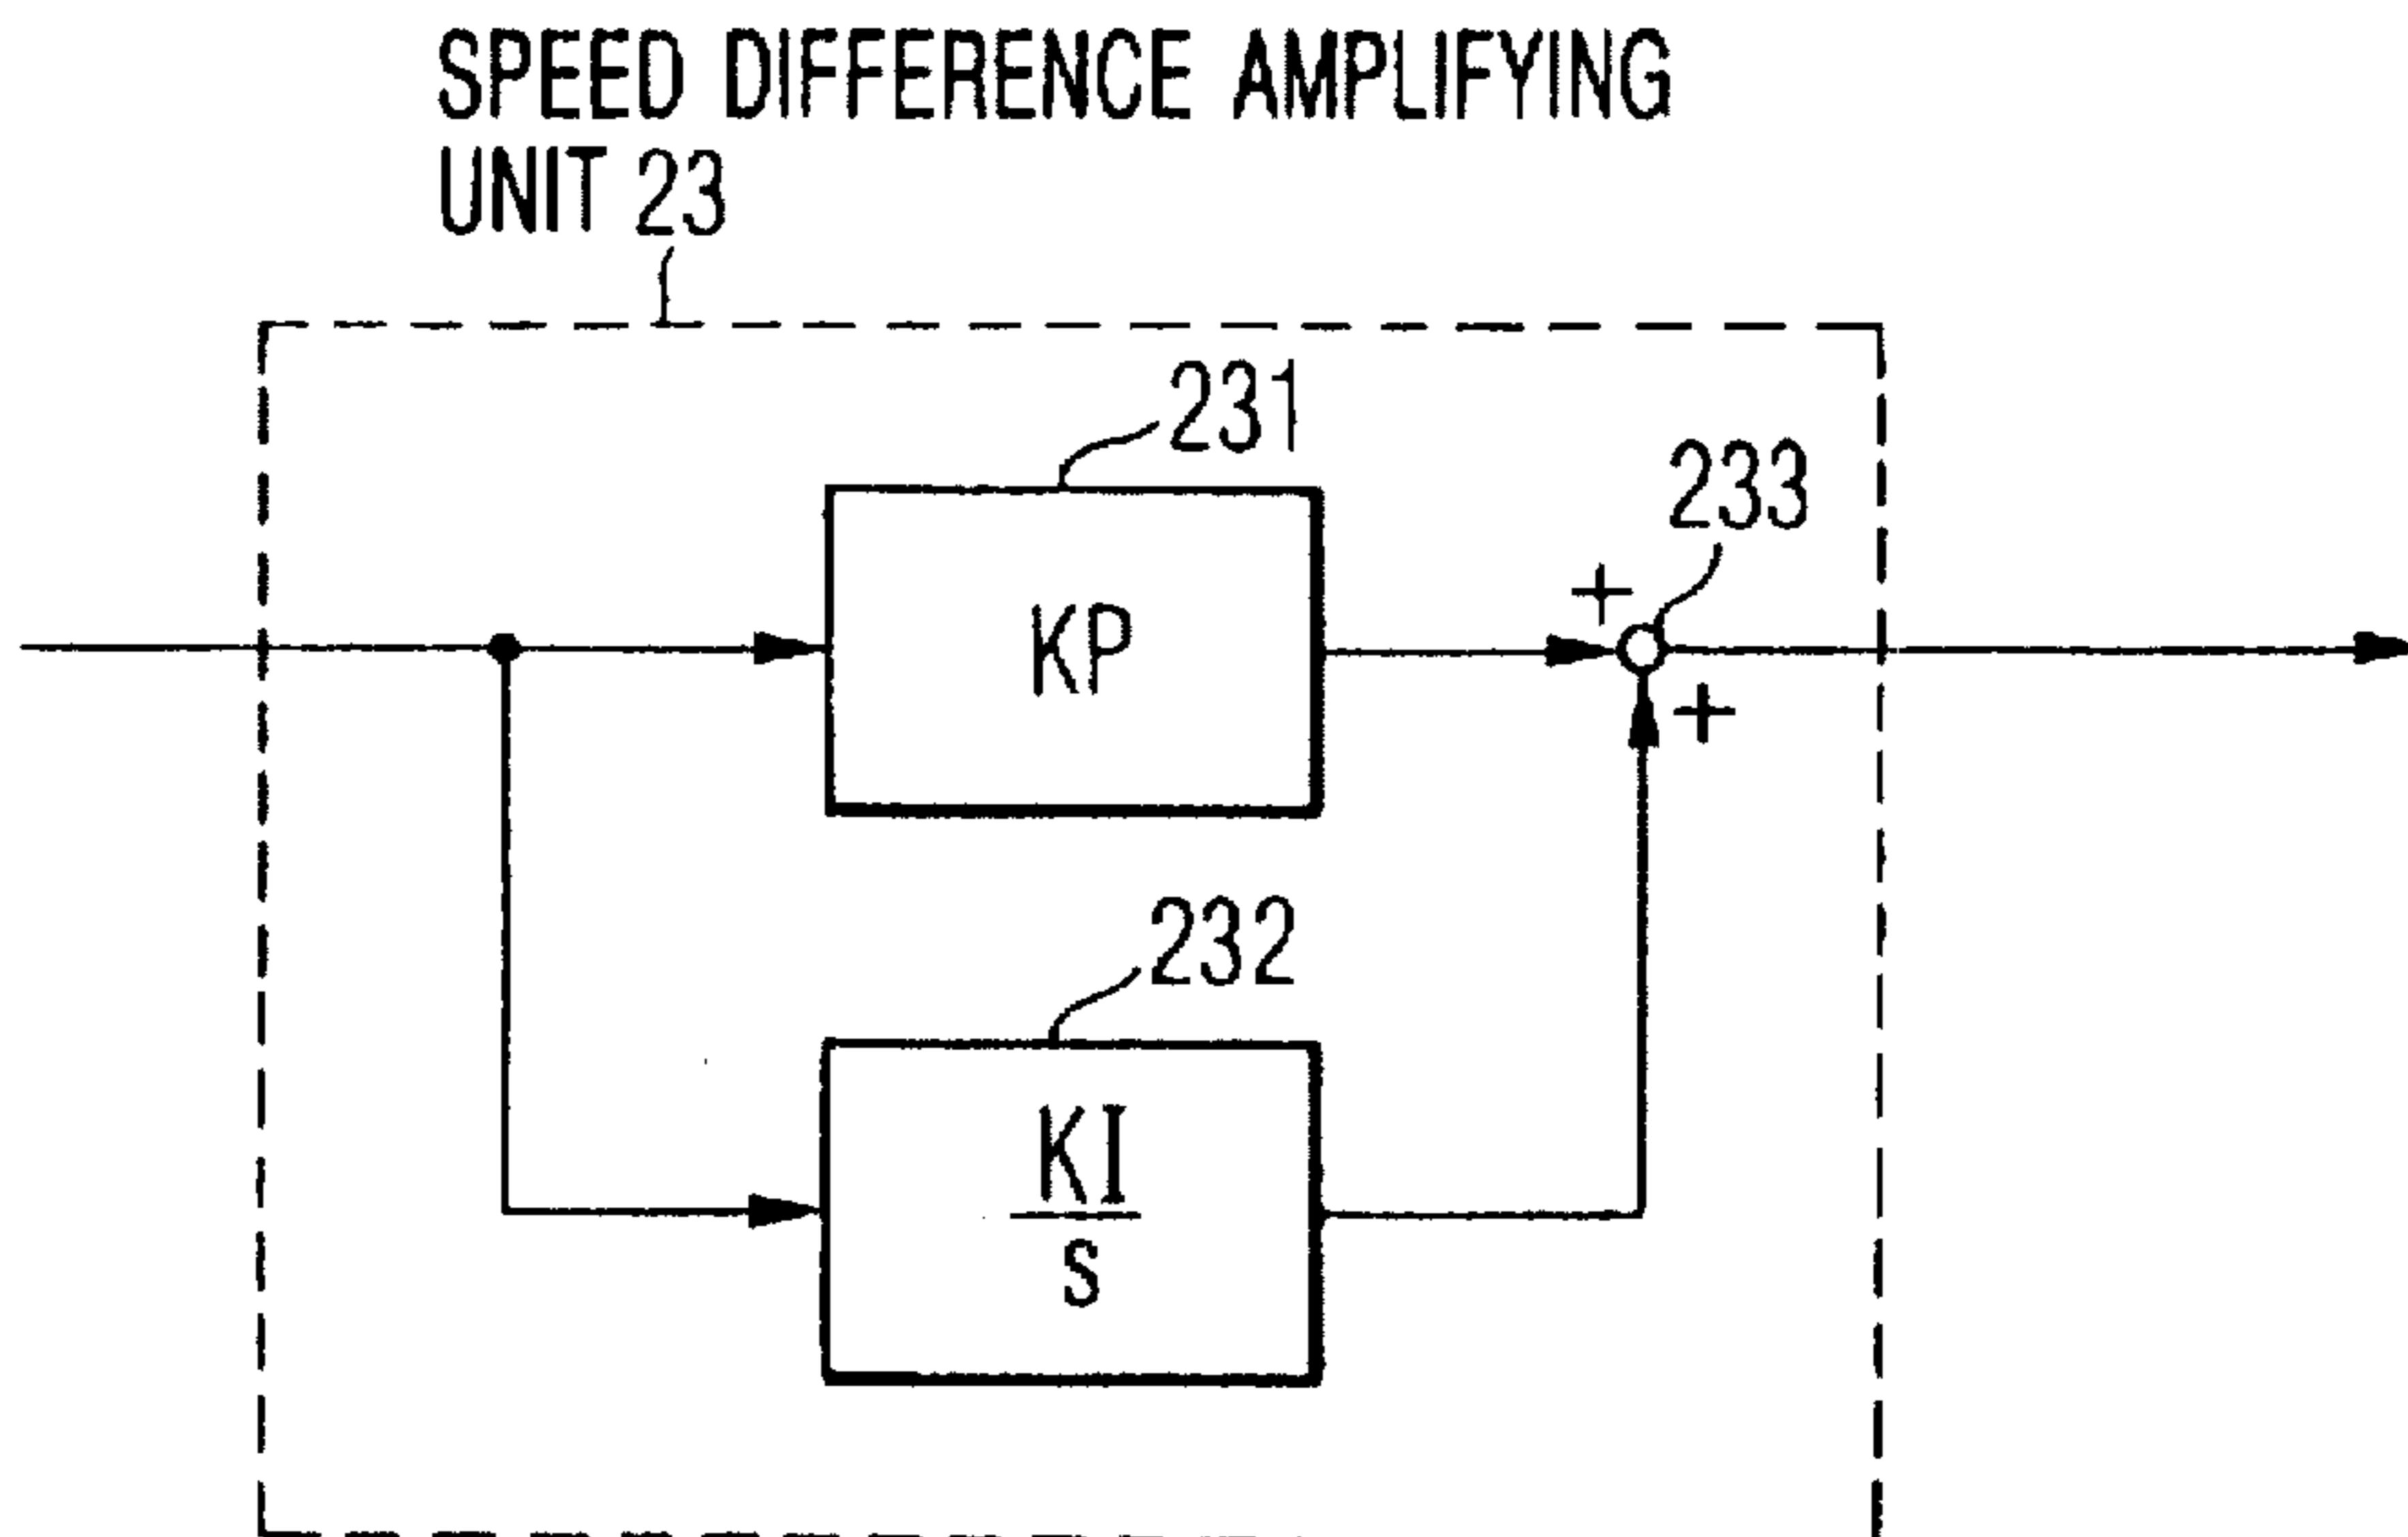 SPEED DIFFERENCE AMPLIFYING
UNIT 23
231
233
+
KP
+
232
KI
S